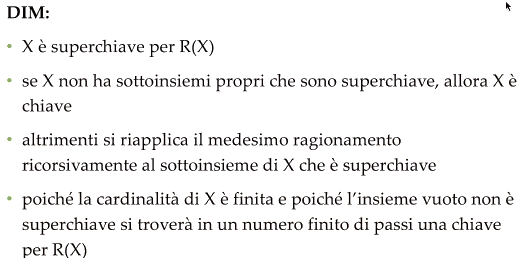 DIM:
• X è superchiave per R(X)
• se X non ha sottoinsiemi propri che sono superchiave, allora X è
chiave
• altrimenti si riapplica il medesimo ragionamento
ricorsivamente al sottoinsieme di X che è superchiave
• poiché la cardinalità di X è finita e poiché l'insieme vuoto non è
superchiave si troverà in un numero finito di passi una chiave
per R(X)